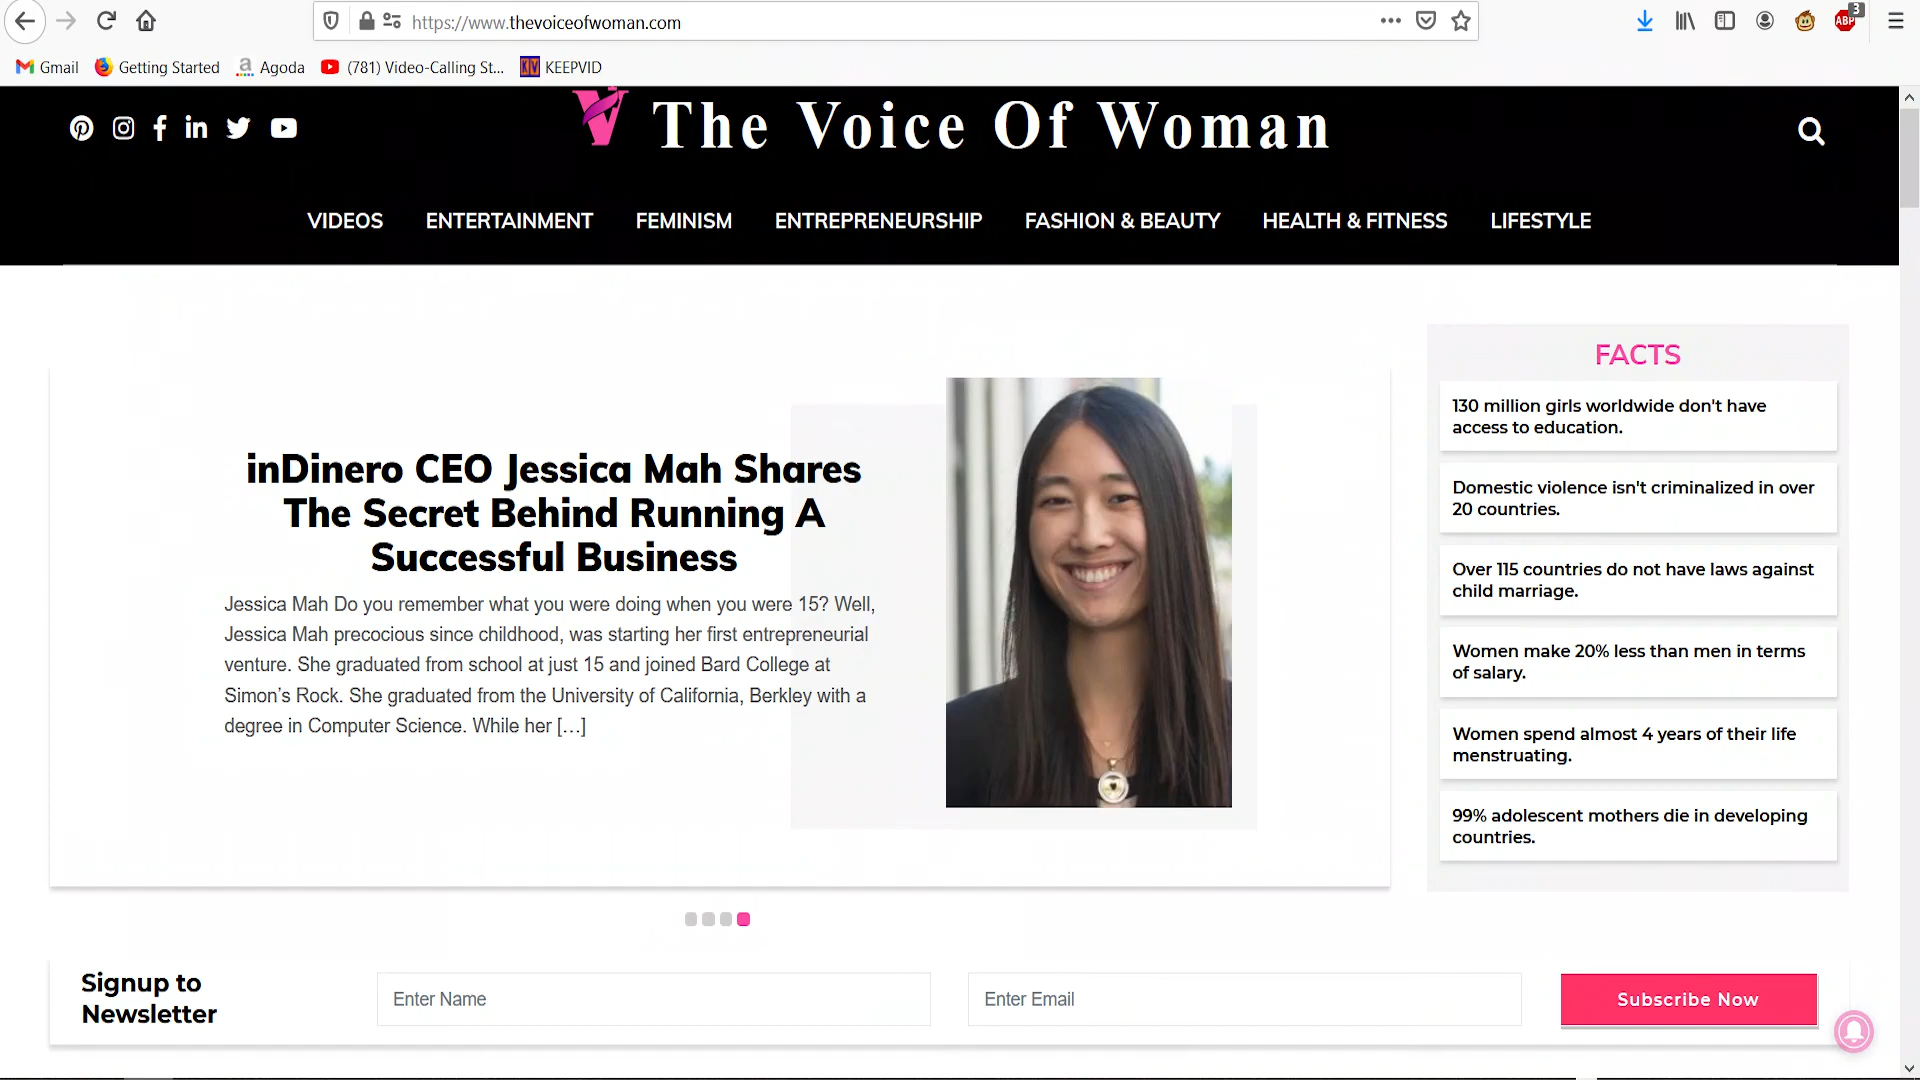 https://www.thevoiceofwoman.com
3
ABP
Gmail
Getting Started
a Agoda
(781) Video-Calling St...
KV KEEPVID
The Voice Of Woman
VIDEOS
ENTERTAINMENT
FEMINISM
ENTREPRENEURSHIP
FASHION & BEAUTY
HEALTH & FITNESS
LIFESTYLE
inDinero CEO Jessica Mah Shares
The Secret Behind Running A
Successful Business
Jessica Mah Do you remember what you were doing when you were 15? Well,
Jessica Mah precocious since childhood, was starting her first entrepreneurial
venture. She graduated from school at just 15 and joined Bard College at
Simon’s Rock. She graduated from the University of California, Berkley with a
degree in Computer Science. While her […]
FACTS
130 million girls worldwide don't have
access to education.
Domestic violence isn't criminalized in over
20 countries.
Over 115 countries do not have laws against
child marriage.
Women make 20% less than men in terms
of salary.
Women spend almost 4 years of their life
menstruating.
99% adolescent mothers die in developing
countries.
Signup to
Newsletter
Enter Name
Enter Email
Subscribe Now